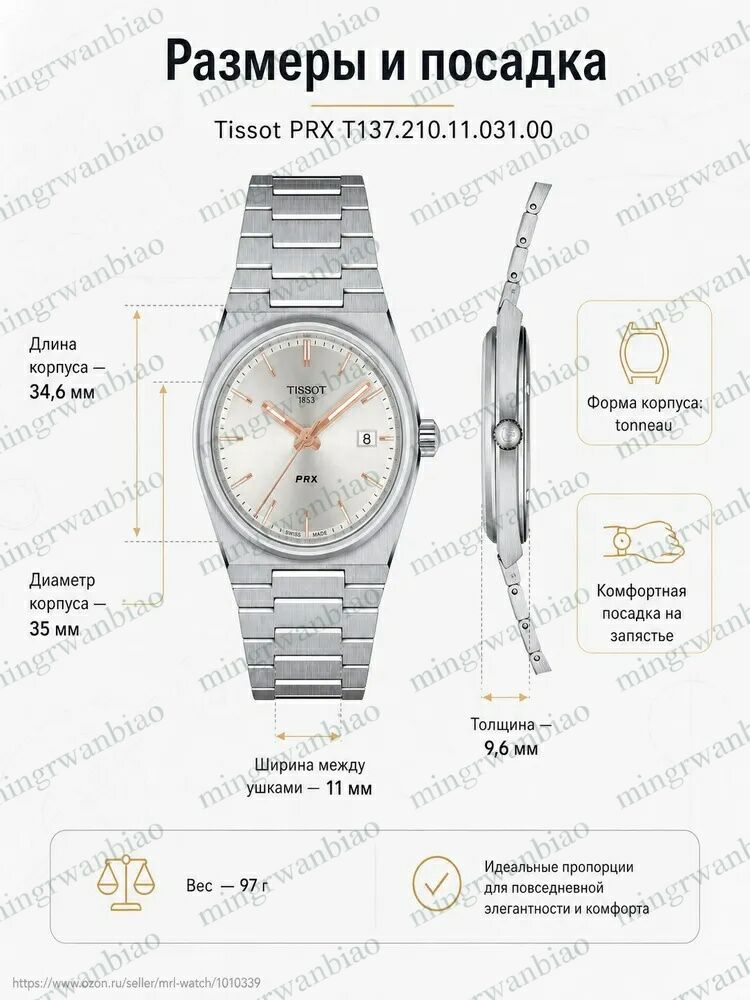 Размеры и посадка
Tissot PRX T137.210.11.031.00
Длина
корпуса —
34,6 мм
TISSOT
1853
8
PRX
SWISS MADE
Форма корпуса:
tonneau
Диаметр
корпуса —
35 мм
Комфортная
посадка на
запястье
Толщина —
9,6 мм
Ширина между
ушками — 11 мм
Вес — 97 г
Идеальные пропорции
для повседневной
элегантности и комфорта
https://www.ozon.ru/seller/mrl-watch/1010339
mingrwanbiao